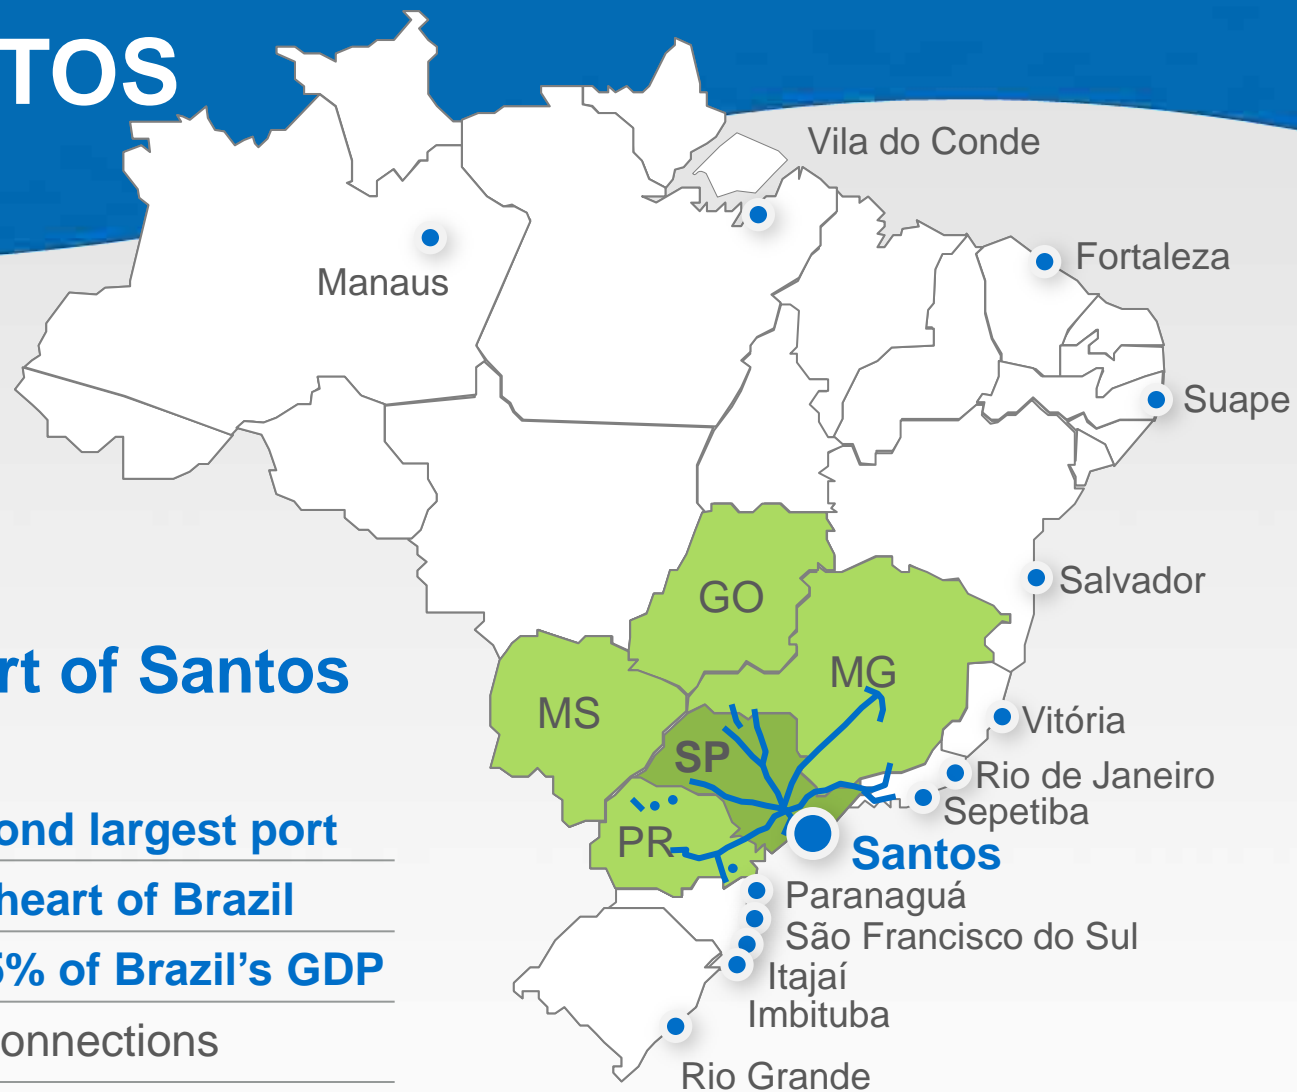 TOS
Vila do Conde
Fortaleza
Manaus
Suape
Salvador
GO
rt of Santos
MG
MS
Vitória
SP
Rio de Janeiro
Sepetiba
ond largest port
PR
Santos
heart of Brazil
Paranaguá
São Francisco do Sul
5% of Brazil’s GDP
Itajaí
Imbituba
onnections
Rio Grande